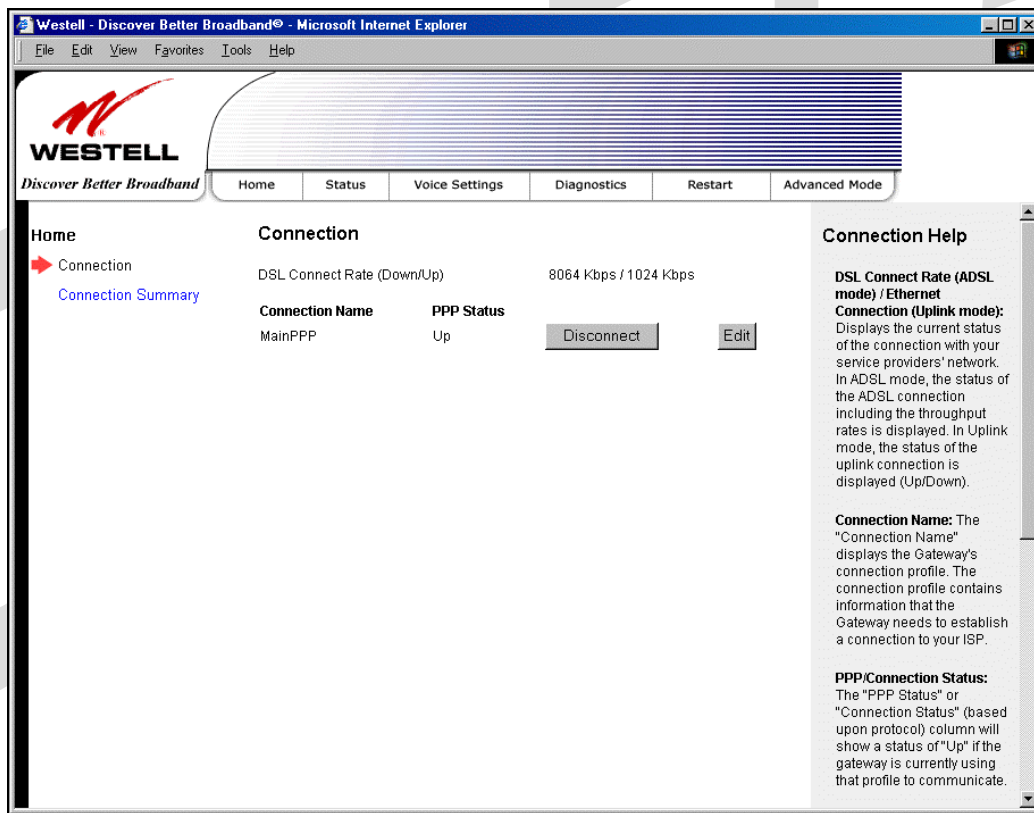 Westell - Discover Better Broadband® - Microsoft Internet Explorer
File Edit View Favorites Tools Help
WESTELL
Discover Better Broadband
Home Status Voice Settings Diagnostics Restart Advanced Mode
Home
Connection
Connection Summary
Connection
DSL Connect Rate (Down/Up) 8064 Kbps / 1024 Kbps
Connection Name PPP Status
MainPPP Up Disconnect Edit
Connection Help
DSL Connect Rate (ADSL
mode) / Ethernet
Connection (Uplink mode):
Displays the current status
of the connection with your
service providers' network.
In ADSL mode, the status of
the ADSL connection
including the throughput
rates is displayed. In Uplink
mode, the status of the
uplink connection is
displayed (Up/Down).
Connection Name: The
"Connection Name"
displays the Gateway's
connection profile. The
connection profile contains
information that the
Gateway needs to establish
a connection to your ISP.
PPP/Connection Status:
The "PPP Status" or
"Connection Status" (based
upon protocol) column will
show a status of "Up" if the
gateway is currently using
that profile to communicate.